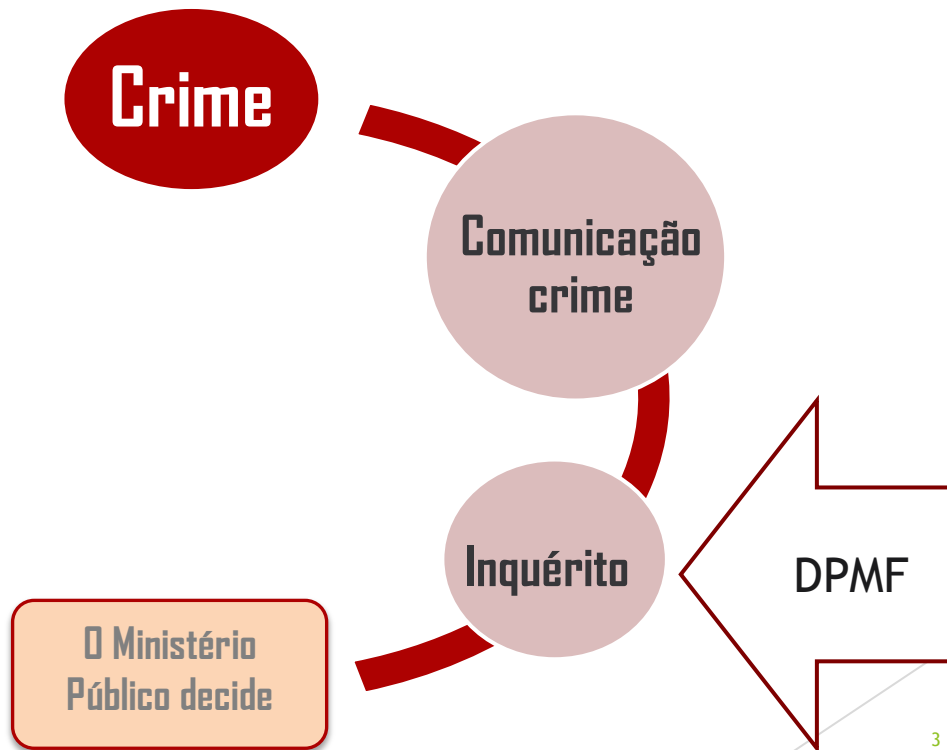 Crime
Comunicação
crime
Inquérito
DPMF
O Ministério
Público decide
3